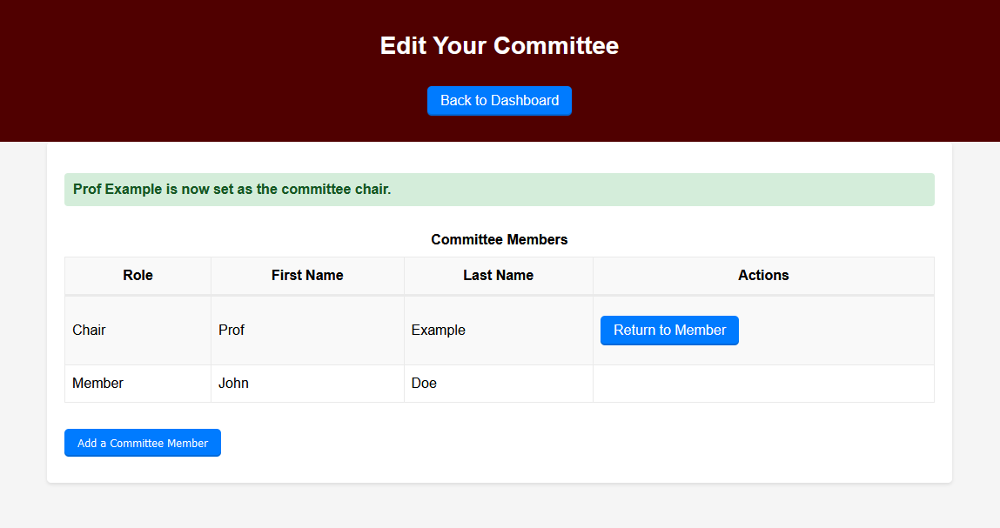 Edit Your Committee
Back to Dashboard
Prof Example is now set as the committee chair.
Committee Members
Role First Name Last Name Actions
Chair Prof Example Return to Member
Member John Doe
Add a Committee Member